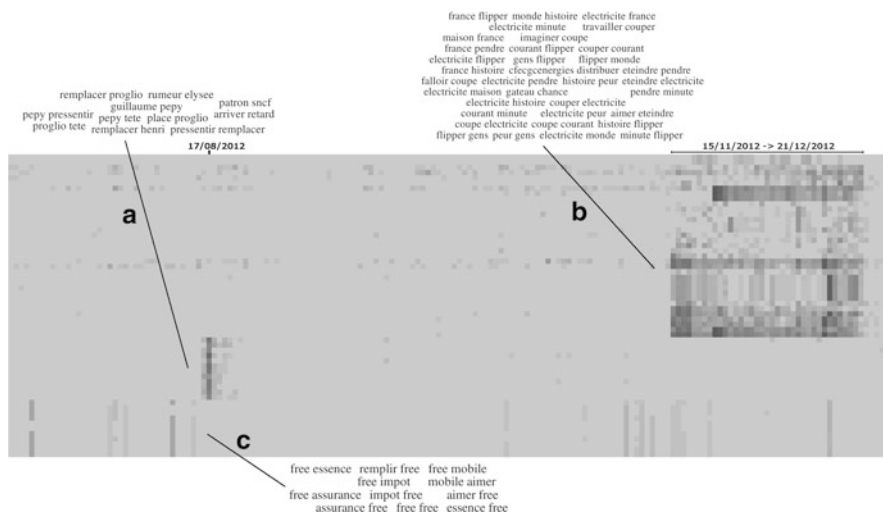 france flipper monde histoire electricite france
electricite minute travailler couper
maison france imaginer coupe
france pendre courant flipper couper courant
electricite flipper gens flipper flipper monde
france histoire cfecgcenergies distribuer eteindre pendre
falloir coupe electricite pendre histoire peur eteindre electricite
electricite maison gateau chance pendre minute
electricite histoire couper electricite
courant minute electricite peur aimer eteindre
coupe electricite coupe courant histoire flipper
flipper gens peur gens electricite monde minute flipper
remplacer proglio rumeur elysee
guillaume pepy patron sncf
pepy pressentir pepy tete place proglio arriver retard
proglio tete remplacer henri pressentir remplacer
17/08/2012
15/11/2012 -> 21/12/2012
a
b
c
free essence remplir free free mobile
free impot mobile aimer
free assurance impot free aimer free
assurance free free free essence free